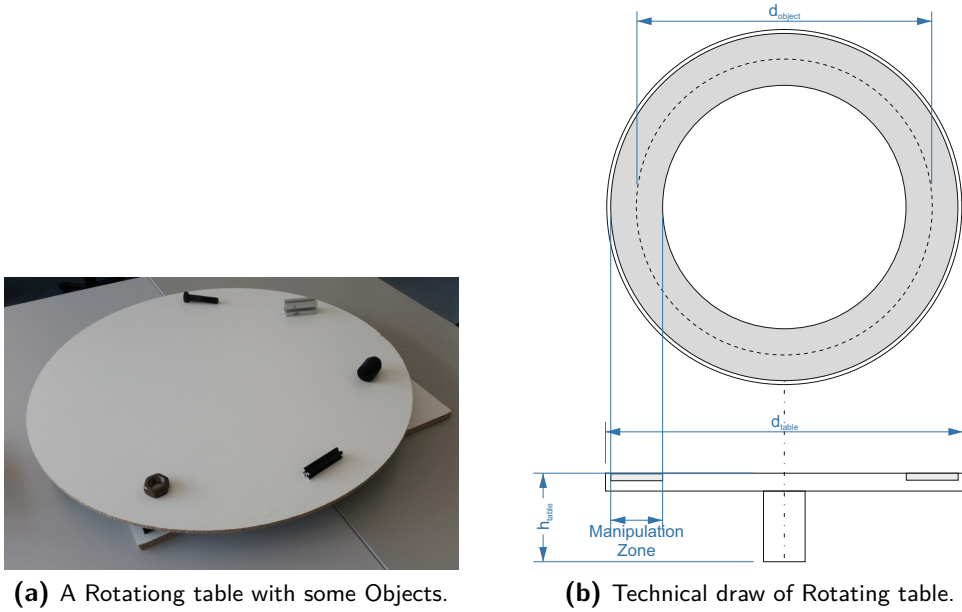 d_object
d_table
h_table
Manipulation
Zone
(a) A Rotationg table with some Objects.
(b) Technical draw of Rotating table.